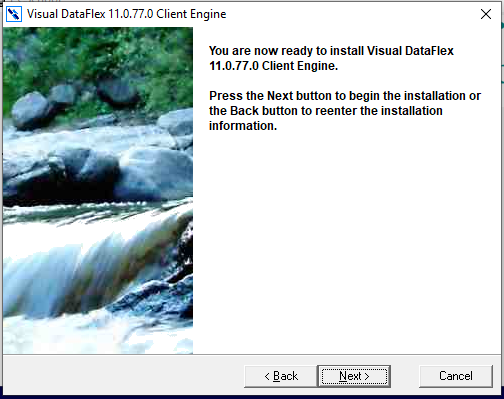 Visual DataFlex 11.0.77.0 Client Engine
You are now ready to install Visual DataFlex
11.0.77.0 Client Engine.
Press the Next button to begin the installation or
the Back button to reenter the installation
information.
< Back
Next >
Cancel